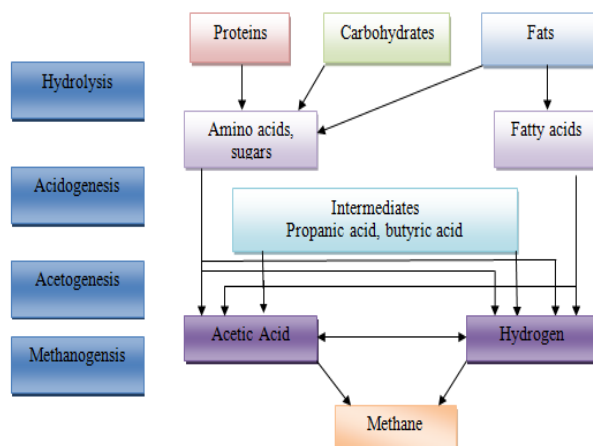 Proteins
Carbohydrates
Fats
Hydrolysis
Amino acids,
sugars
Fatty acids
Acidogenesis
Intermediates
Propanic acid, butyric acid
Acetogenesis
Acetic Acid
Hydrogen
Methanogensis
Methane